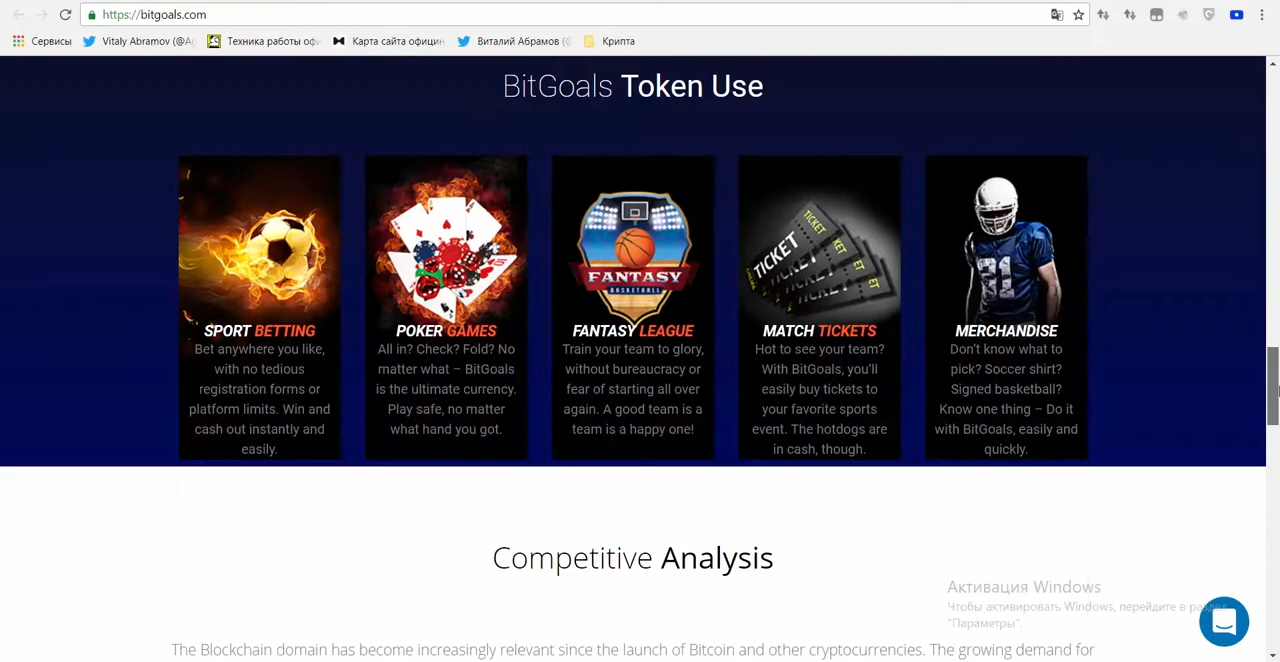 https://bitgoals.com
Сервисы
Vitaly Abramov (@Ag
Техника работы офи
Карта сайта официн
Виталий Абрамов (@
Крипта
BitGoals Token Use
TICKET
TICKET
FANTASY
BASKETBALL
21
SPORT BETTING
Bet anywhere you like,
with no tedious
registration forms or
platform limits. Win and
cash out instantly and
easily.
POKER GAMES
All in? Check? Fold? No
matter what – BitGoals
is the ultimate currency.
Play safe, no matter
what hand you got.
FANTASY LEAGUE
Train your team to glory,
without bureaucracy or
fear of starting all over
again. A good team is a
team is a happy one!
MATCH TICKETS
Hot to see your team?
With BitGoals, you’ll
easily buy tickets to
your favorite sports
event. The hotdogs are
in cash, though.
MERCHANDISE
Don’t know what to
pick? Soccer shirt?
Signed basketball?
Know one thing – Do it
with BitGoals, easily and
quickly.
Competitive Analysis
Активация Windows
Чтобы активировать Windows, перейдите в раздел
"Параметры".
The Blockchain domain has become increasingly relevant since the launch of Bitcoin and other cryptocurrencies. The growing demand for